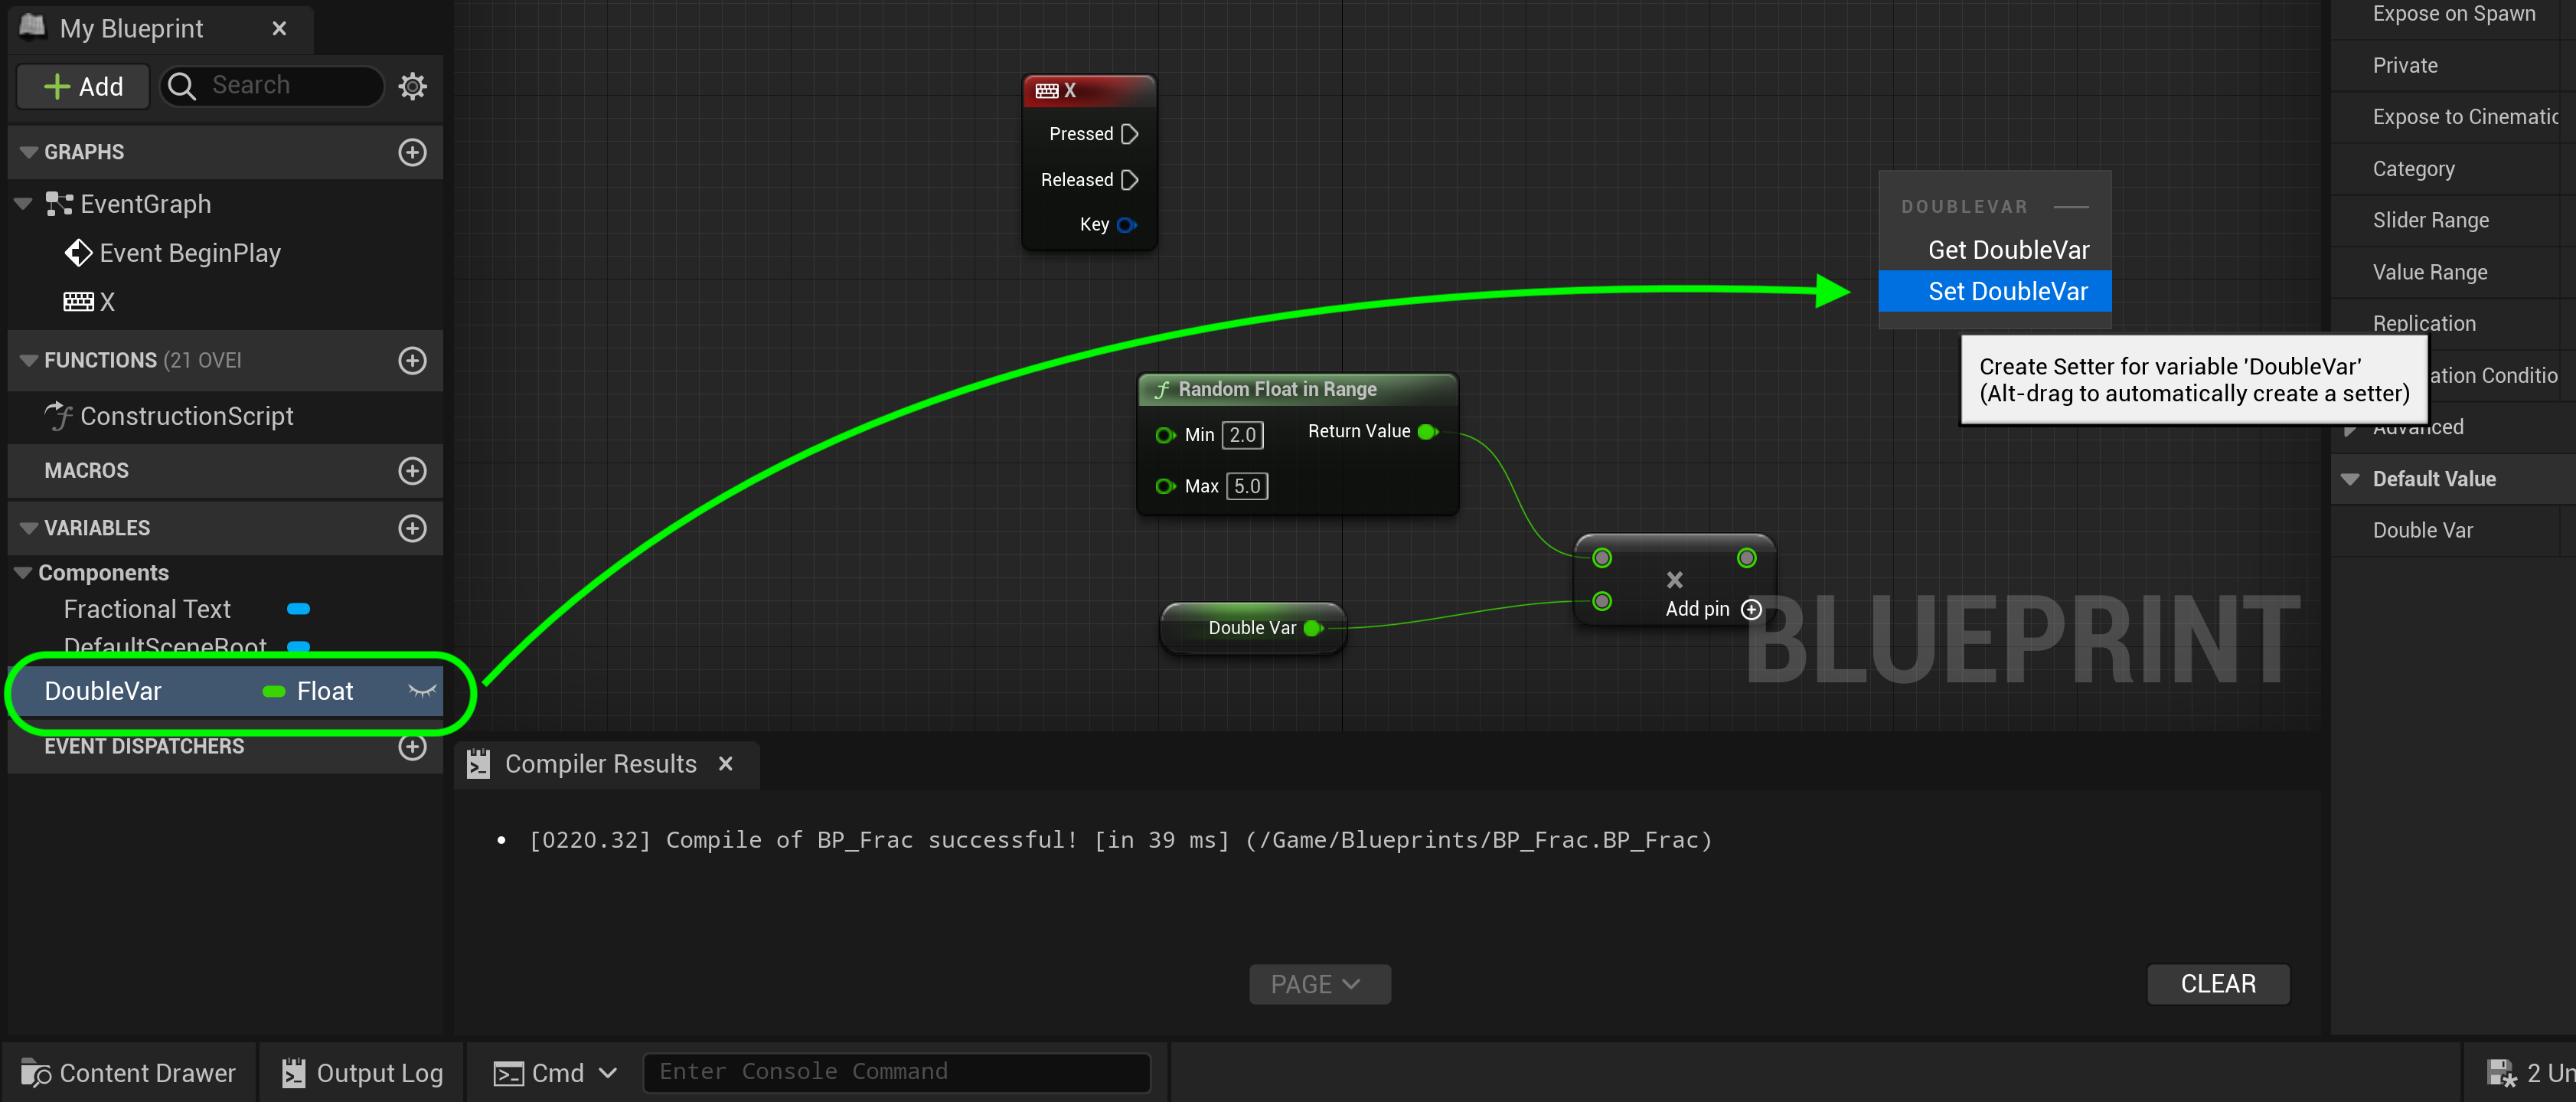 My Blueprint
Add
Search
GRAPHS
EventGraph
Event BeginPlay
X
FUNCTIONS (21 OVEI
ConstructionScript
MACROS
VARIABLES
Components
Fractional Text
DefaultSceneRoot
DoubleVar Float
EVENT DISPATCHERS
X
Pressed
Released
Key
DOUBLEVAR
Get DoubleVar
Set DoubleVar
Create Setter for variable 'DoubleVar'
(Alt-drag to automatically create a setter)
Random Float in Range
Min 2.0 Return Value
Max 5.0
Double Var
Add pin
BLUEPRINT
Compiler Results
[0220.32] Compile of BP_Frac successful! [in 39 ms] (/Game/Blueprints/BP_Frac.BP_Frac)
PAGE
CLEAR
Expose on Spawn
Private
Expose to Cinematic
Category
Slider Range
Value Range
Replication
ation Conditio
Advanced
Default Value
Double Var
Content Drawer
Output Log
Cmd
Enter Console Command
2 Un